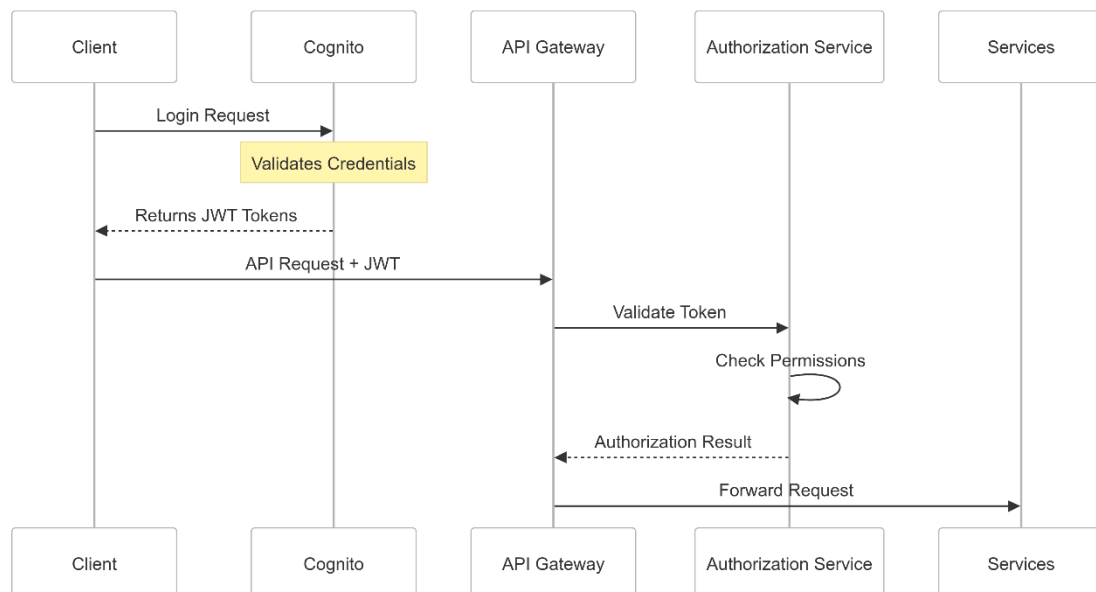 Client
Cognito
API Gateway
Authorization Service
Services
Login Request
Validates Credentials
Returns JWT Tokens
API Request + JWT
Validate Token
Check Permissions
Authorization Result
Forward Request
Client
Cognito
API Gateway
Authorization Service
Services